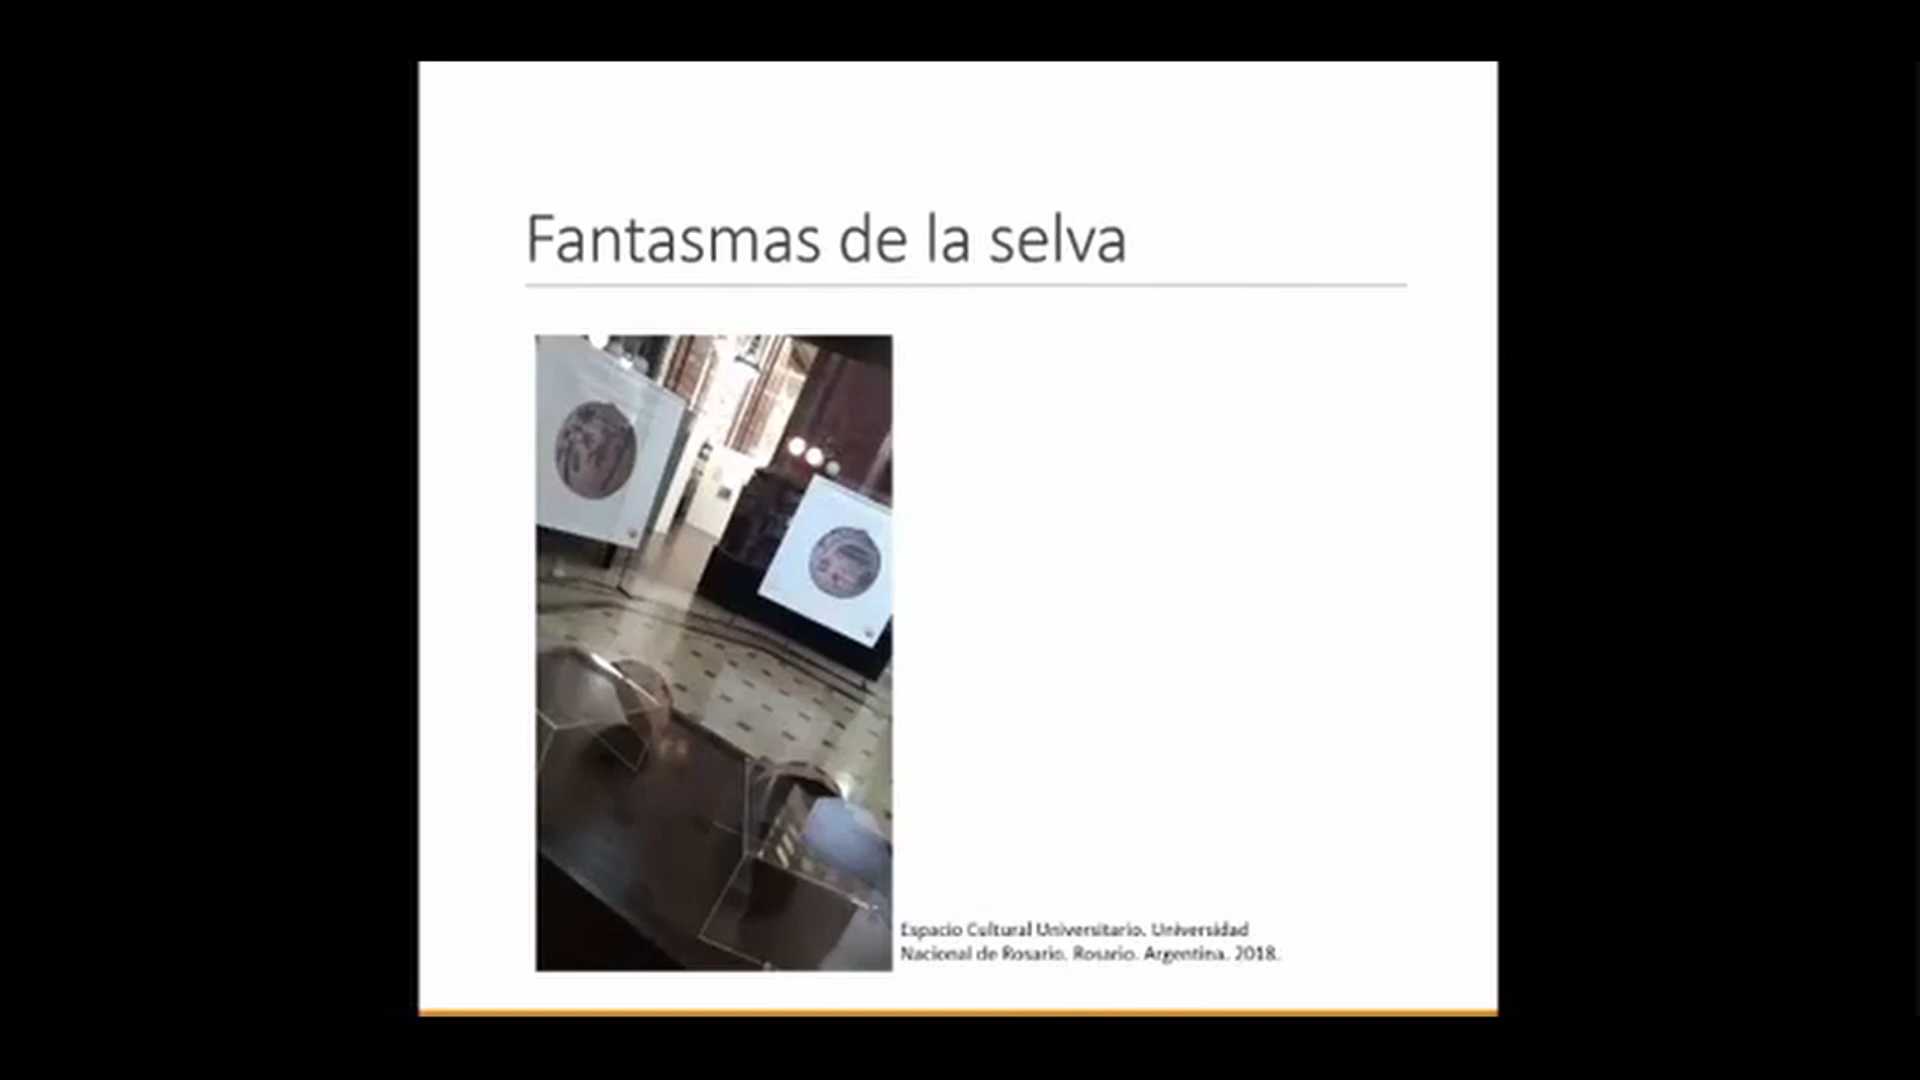 Fantasmas de la selva
Espacio Cultural Universitario. Universidad
Nacional de Rosario. Rosario. Argentina. 2018.